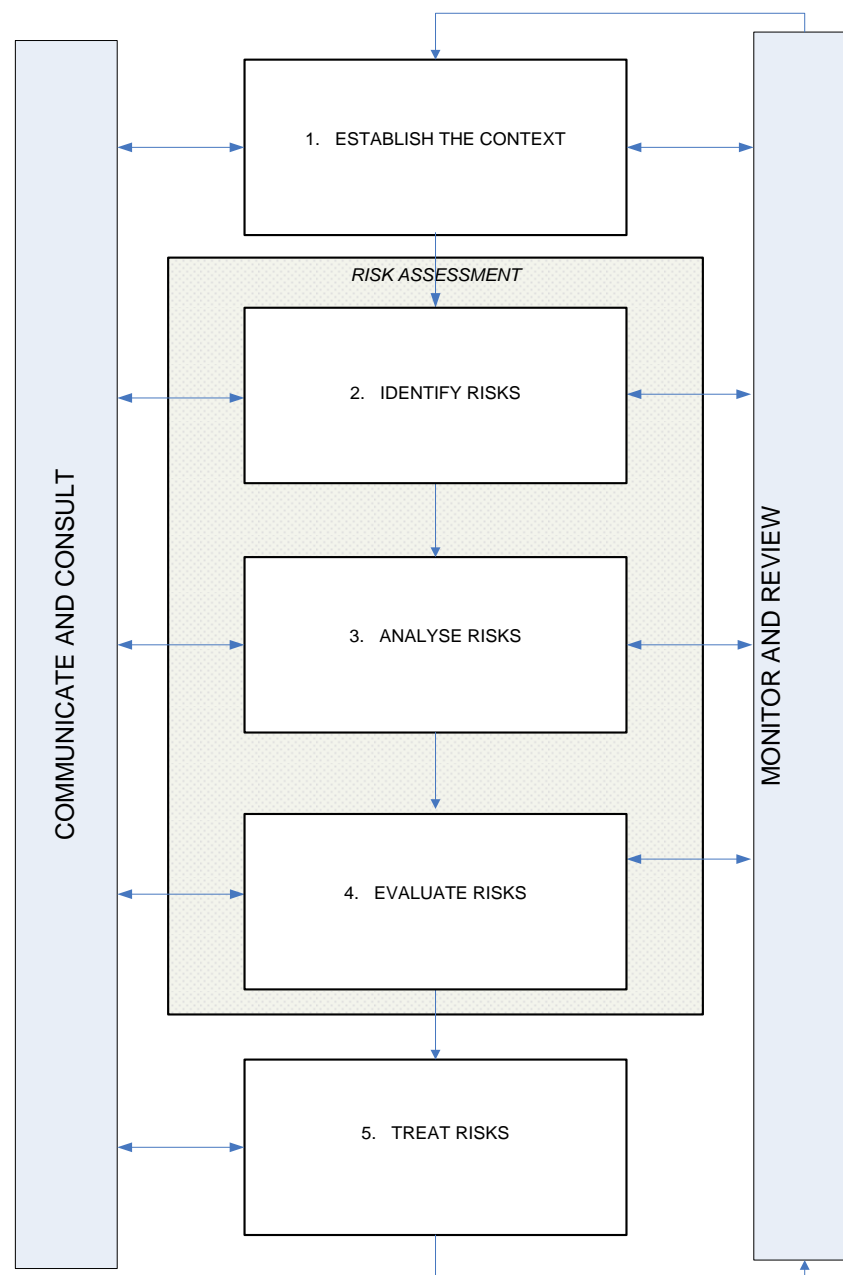 1. ESTABLISH THE CONTEXT
RISK ASSESSMENT
2. IDENTIFY RISKS
3. ANALYSE RISKS
4. EVALUATE RISKS
5. TREAT RISKS
COMMUNICATE AND CONSULT
MONITOR AND REVIEW